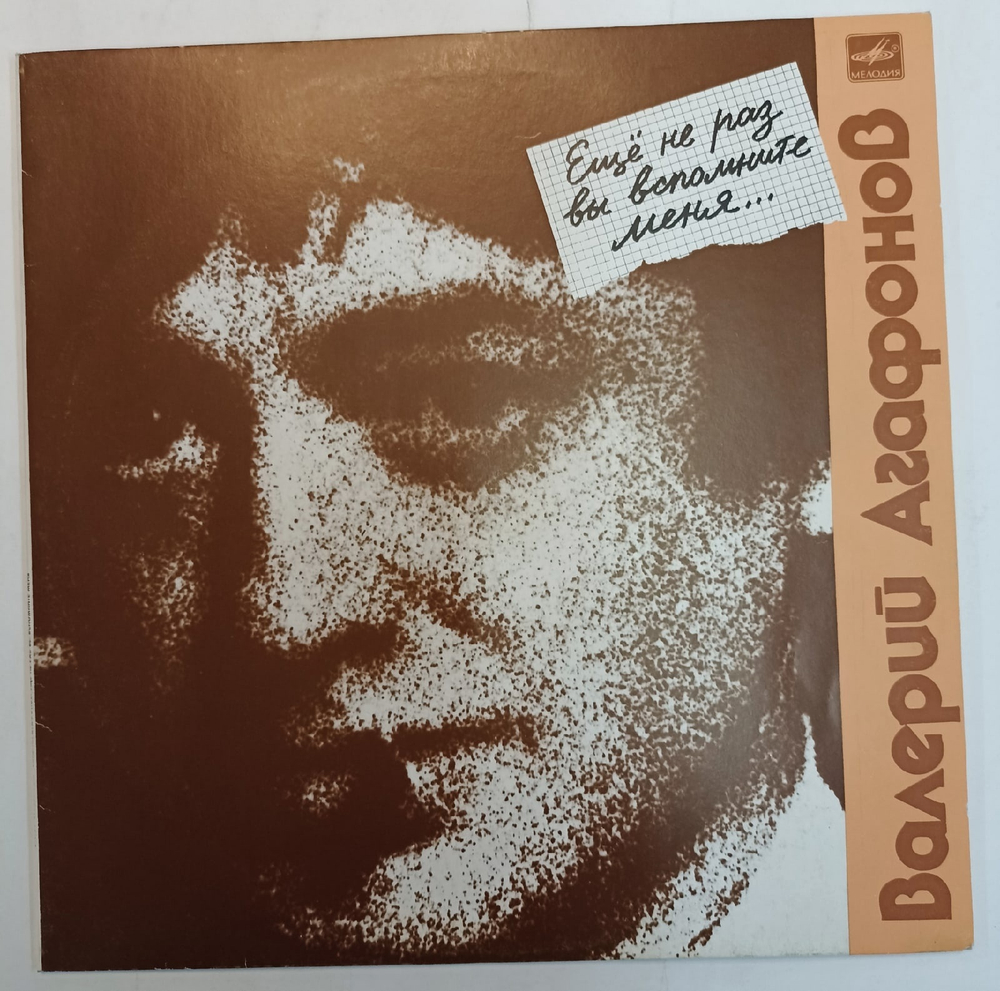 МЕЛОДИЯ
Ещё не раз
вы вспомните
меня...
Валерий Агафонов